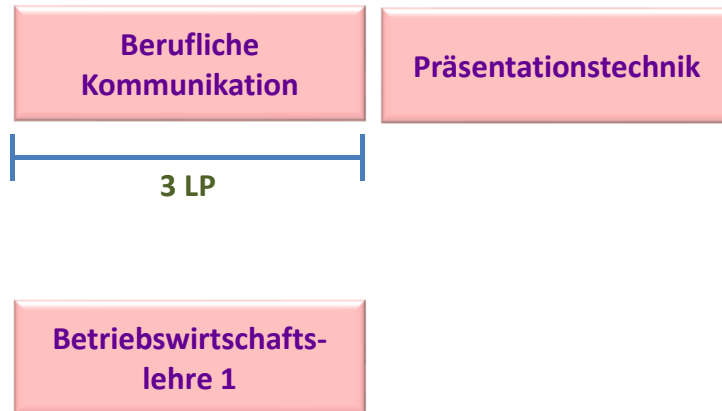 Berufliche
Kommunikation
Präsentationstechnik
3 LP
Betriebswirtschafts-
lehre 1